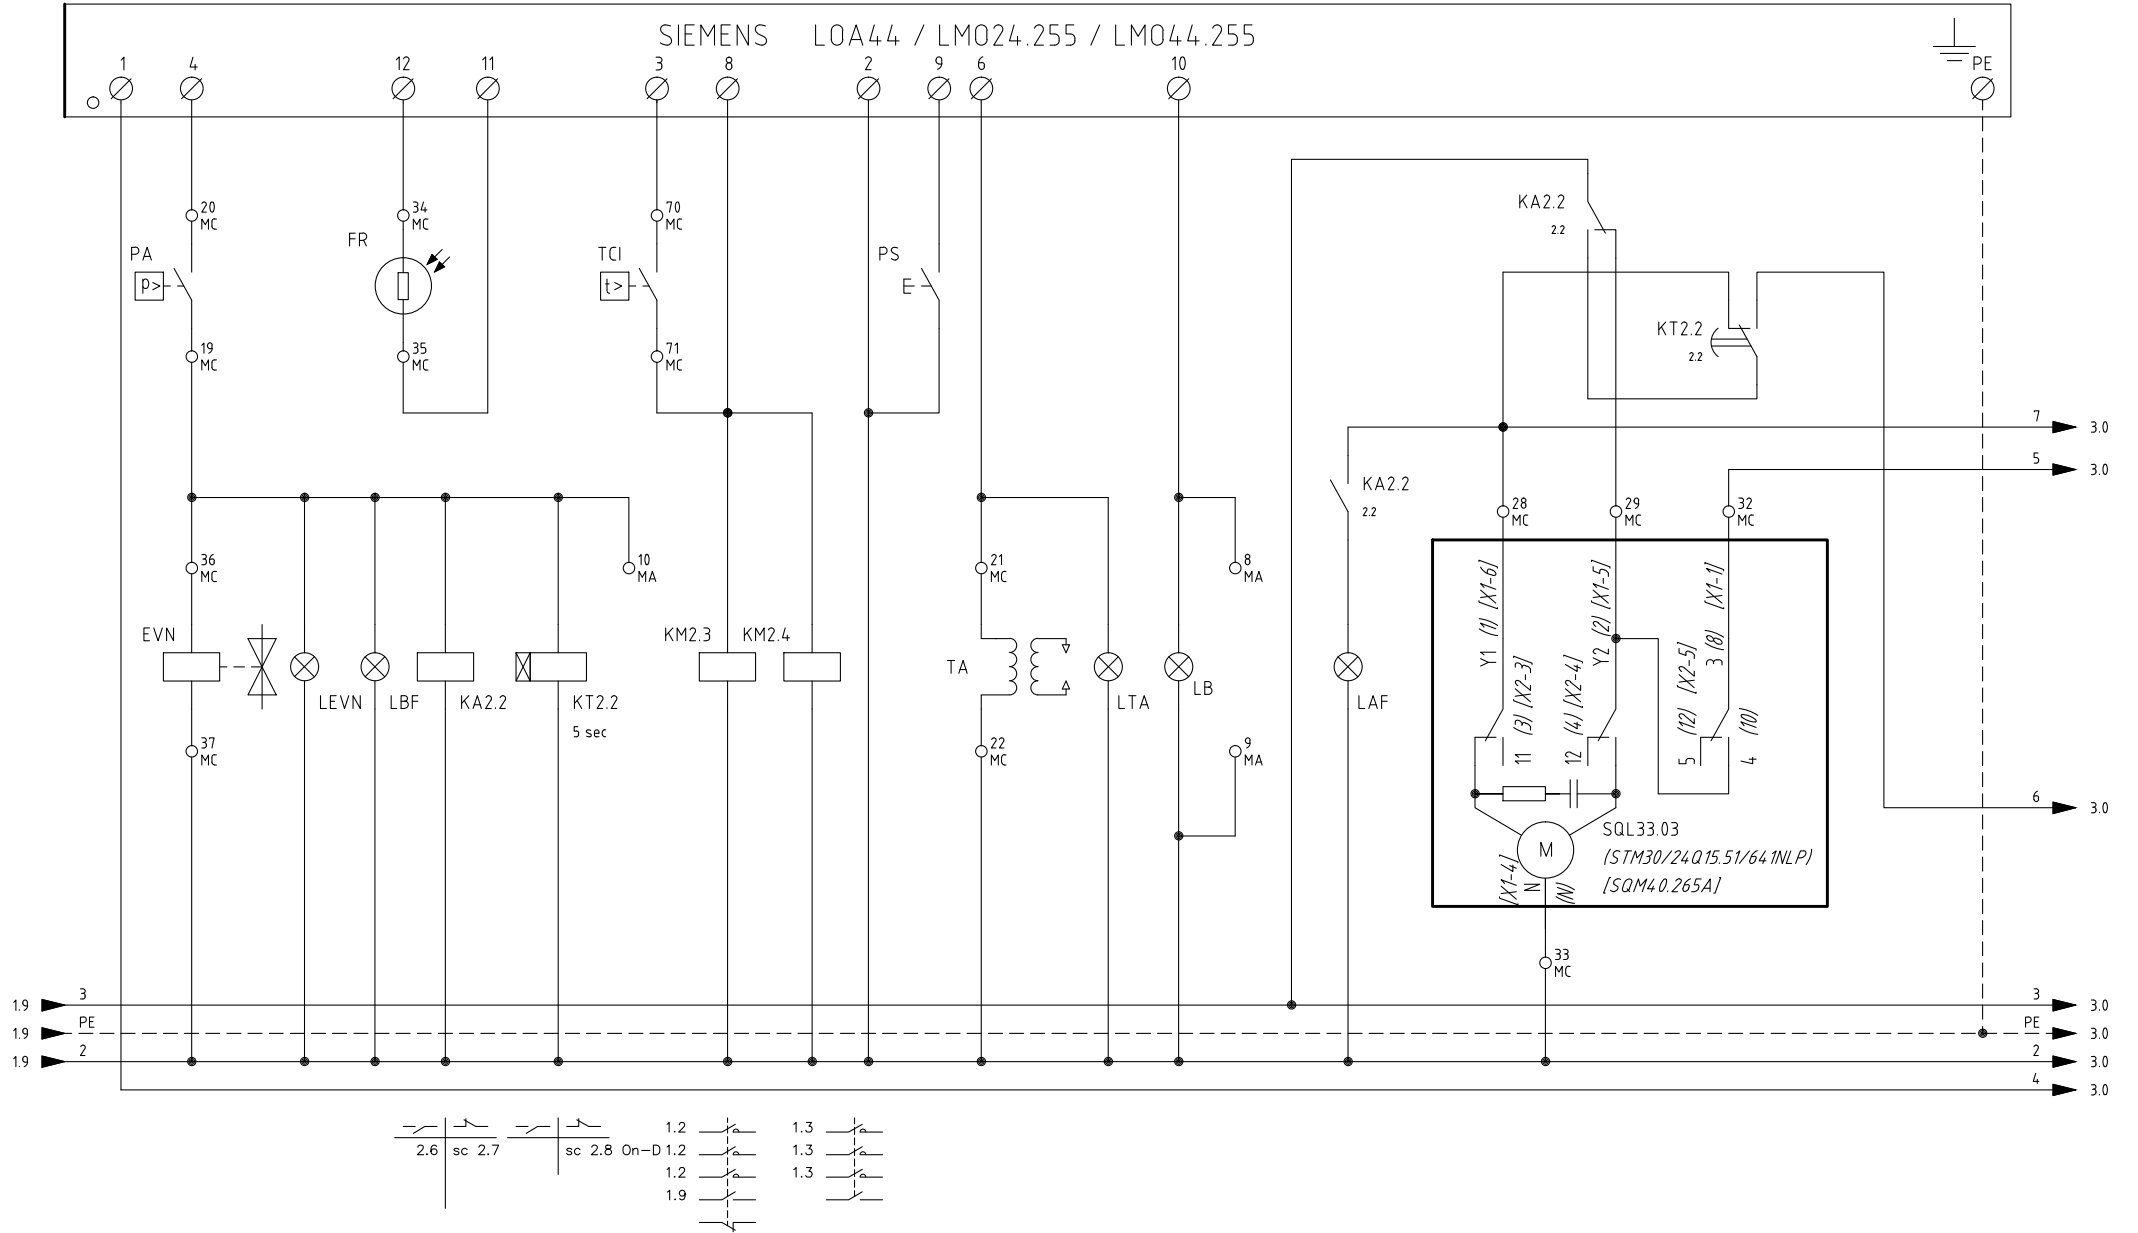 SIEMENS LOA44 / LMO24.255 / LMO44.255
1 4 12 11 3 8 2 9 6 10 PE
20
MC
34
MC
70
MC
KA2.2
2.2
PA
p>
FR
TCI
t>
PS
E
KT2.2
2.2
19
MC
35
MC
71
MC
7 3.0
5 3.0
KA2.2
2.2
28
MC
29
MC
32
MC
36
MC
10
MA
21
MC
8
MA
EVN
LEVN
LBF
KA2.2
KT2.2
5 sec
KM2.3
KM2.4
TA
LTA
LB
LAF
Y1 (1) [X1-6]
Y2 (2) [X1-5]
3 (8) [X1-1]
11 (3) [X2-3]
12 (4) [X2-4]
5 (12) [X2-5]
4 (10)
37
MC
22
MC
9
MA
6 3.0
M
SQL33.03
(STM30/24Q15.51/641NLP)
[SQM40.265A]
[X1-4]
N
(N)
33
MC
1.9 3 3 3.0
1.9 PE PE 3.0
1.9 2 2 3.0
4 3.0
2.6 sc 2.7
sc 2.8 On-D
1.2
1.2
1.2
1.9
1.3
1.3
1.3